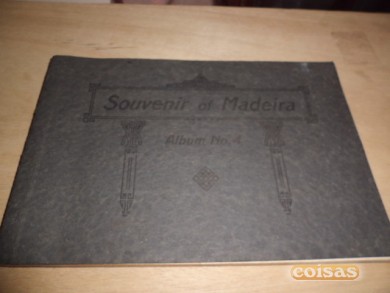 Souvenir of Madeira
Album No. 4
coisas